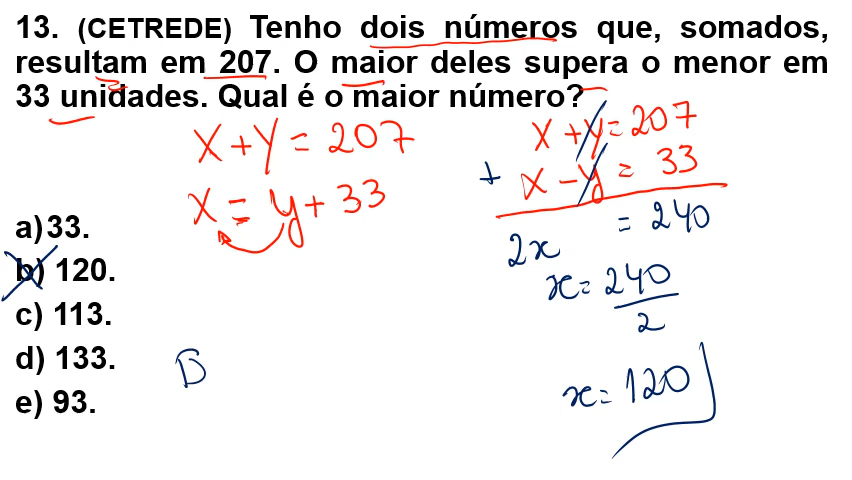 13. (CETREDE) Tenho dois números que, somados,
resultam em 207. O maior deles supera o menor em
33 unidades. Qual é o maior número?
X + Y = 207
X = y + 33
X + y = 207
+ X - y = 33
2x = 240
x = 240
2
x = 120
a) 33.
b) 120.
c) 113.
d) 133.
e) 93.
B